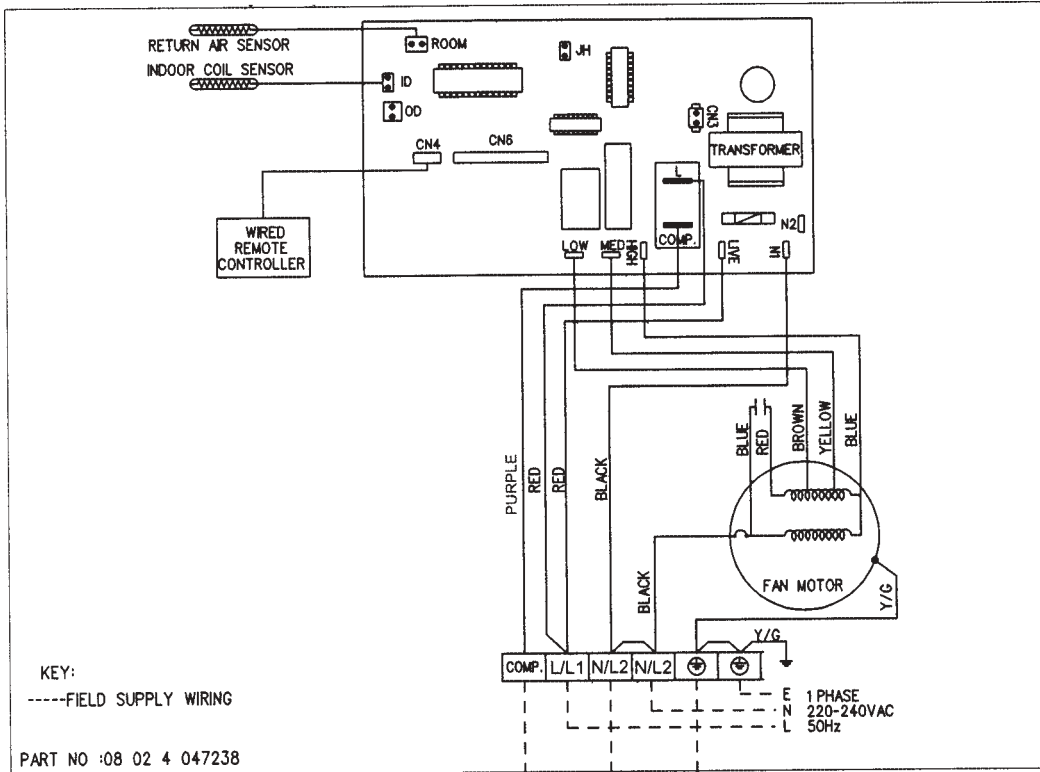 RETURN AIR SENSOR
ROOM
INDOOR COIL SENSOR
ID
OD
JH
CN3
CN4
CN6
TRANSFORMER
L
WIRED
REMOTE
CONTROLLER
N2
LOW
MED
HIGH
COMP.
LIVE
N1
BLUE
RED
BROWN
YELLOW
BLUE
PURPLE
RED
RED
BLACK
BLACK
FAN MOTOR
Y/G
Y/G
COMP.
L/L1
N/L2
N/L2
KEY:
-----FIELD SUPPLY WIRING
E 1 PHASE
N 220-240VAC
L 50Hz
PART NO :08 02 4 047238